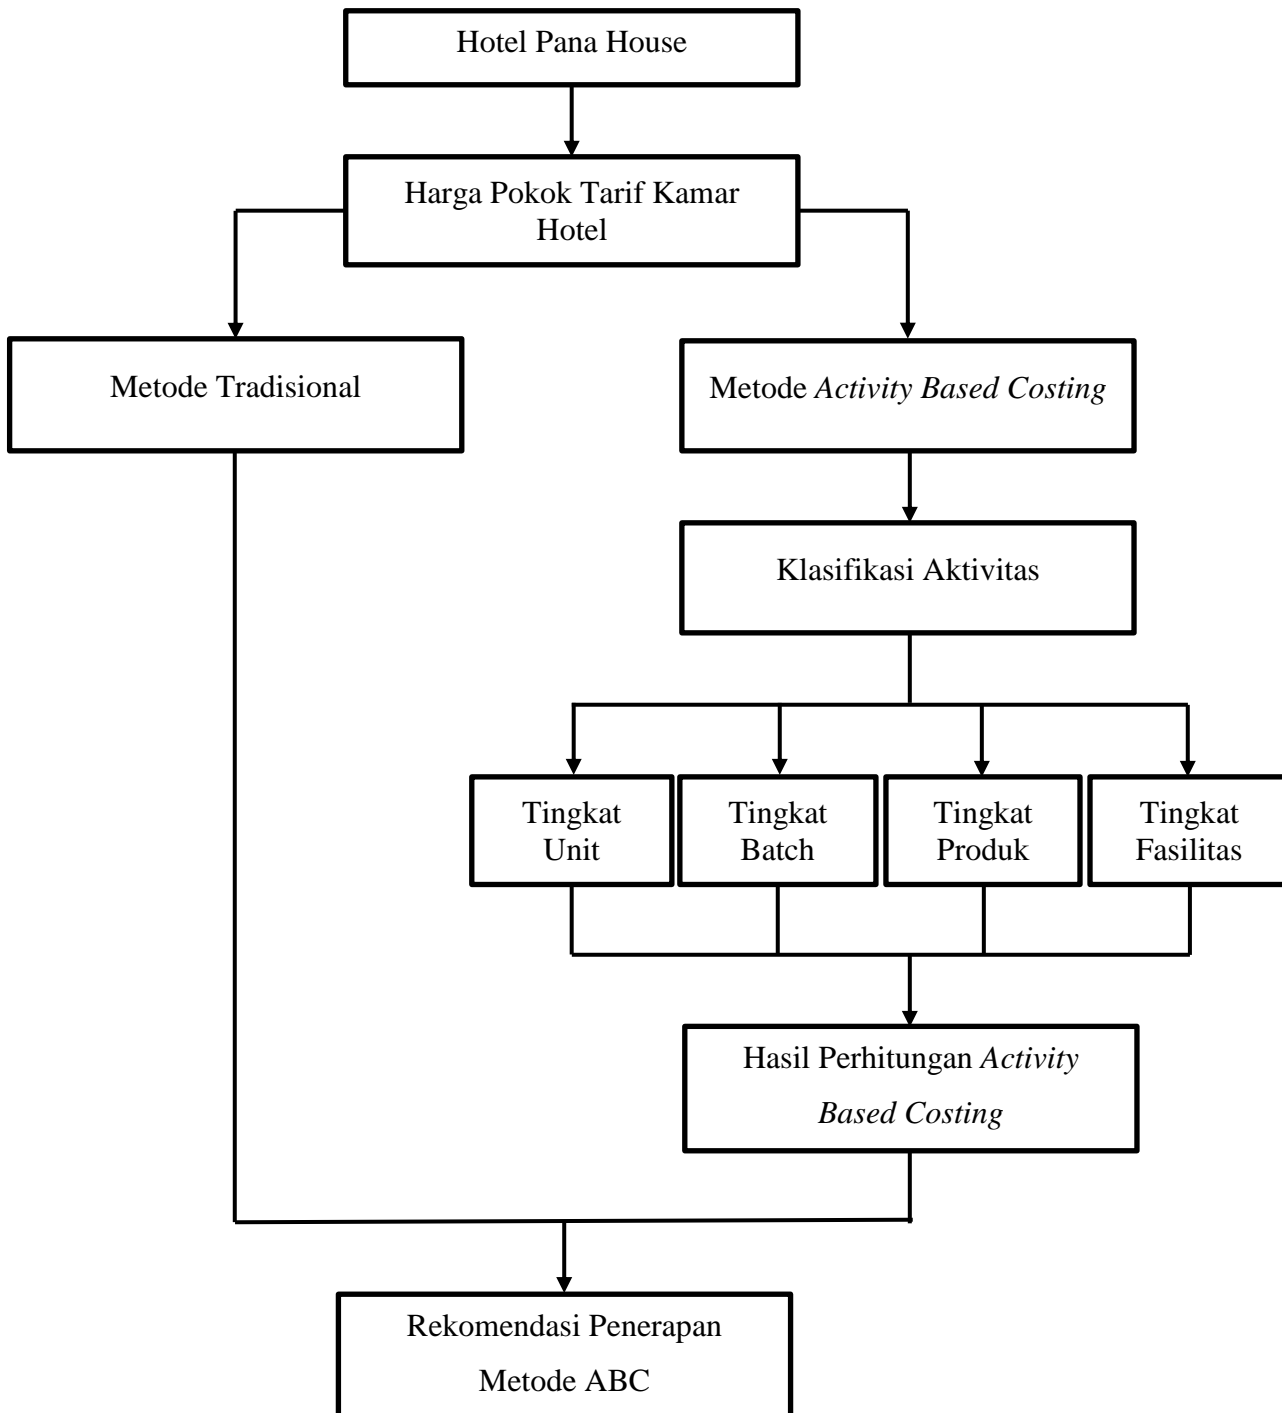 Hotel Pana House
Harga Pokok Tarif Kamar
Hotel
Metode Tradisional
Metode Activity Based Costing
Klasifikasi Aktivitas
Tingkat
Unit
Tingkat
Batch
Tingkat
Produk
Tingkat
Fasilitas
Hasil Perhitungan Activity
Based Costing
Rekomendasi Penerapan
Metode ABC